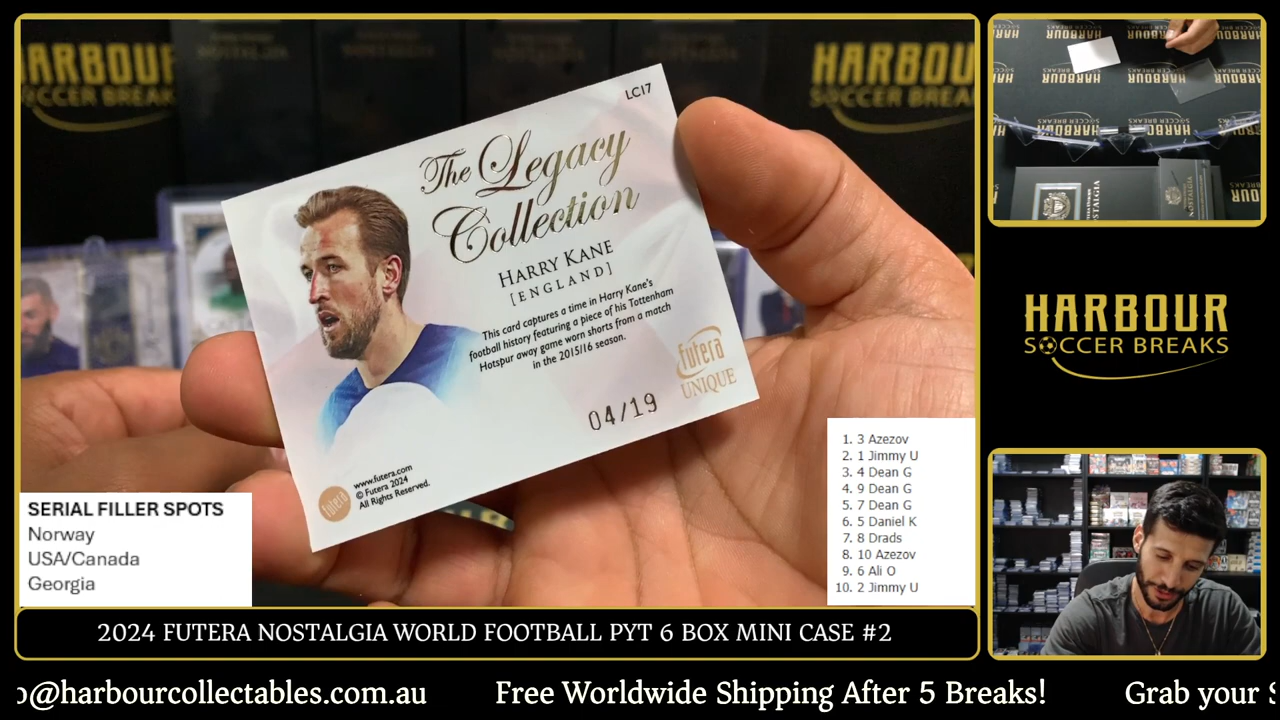 HARBOUR
SOCCER BREAKS
HARBOU
SOCCER BREA
LC17
The Legacy
Collection
HARRY KANE
[ENGLAND]
This card captures a time in Harry Kane's
football history featuring a piece of his Tottenham
Hotspur away game worn shorts from a match
in the 2015/16 season.
futera
UNIQUE
04/19
www.futera.com
© Futera 2024
All Rights Reserved.
futera
SERIAL FILLER SPOTS
Norway
USA/Canada
Georgia
1. 3 Azezov
2. 1 Jimmy U
3. 4 Dean G
4. 9 Dean G
5. 7 Dean G
6. 5 Daniel K
7. 8 Drads
8. 10 Azezov
9. 6 Ali O
10. 2 Jimmy U
HARBOUR
SOCCER BREAKS
NOSTALGIA
HARBOUR
SOCCER BREAKS
2024 FUTERA NOSTALGIA WORLD FOOTBALL PYT 6 BOX MINI CASE #2
o@harbourcollectables.com.au Free Worldwide Shipping After 5 Breaks! Grab your S